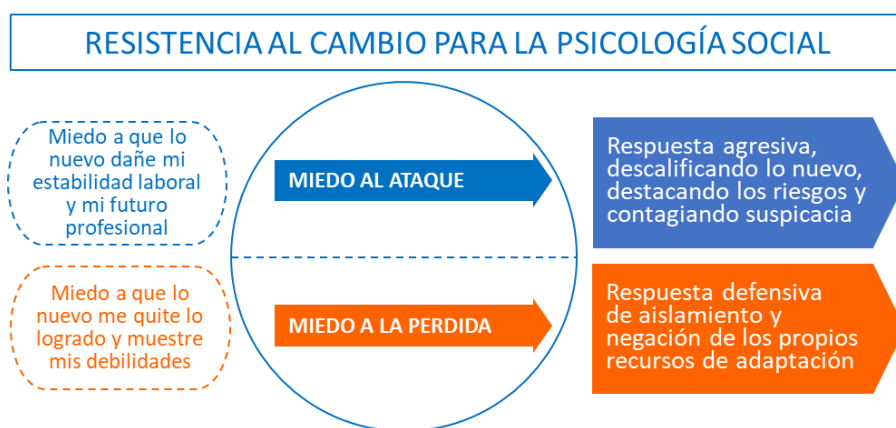 RESISTENCIA AL CAMBIO PARA LA PSICOLOGÍA SOCIAL
Miedo a que lo
nuevo dañe mi
estabilidad laboral
y mi futuro
profesional
MIEDO AL ATAQUE
Respuesta agresiva,
descalificando lo nuevo,
destacando los riesgos y
contagiando suspicacia
Miedo a que lo
nuevo me quite lo
logrado y muestre
mis debilidades
MIEDO A LA PERDIDA
Respuesta defensiva
de aislamiento y
negación de los propios
recursos de adaptación